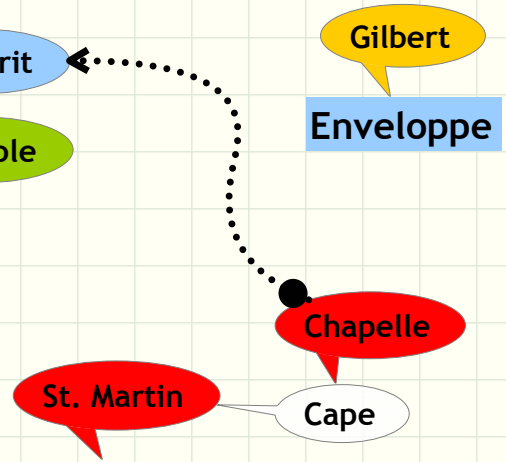 Gilbert
rit
Enveloppe
ole
Chapelle
St. Martin
Cape